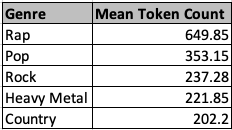 Genre Mean Token Count
Rap 649.85
Pop 353.15
Rock 237.28
Heavy Metal 221.85
Country 202.2